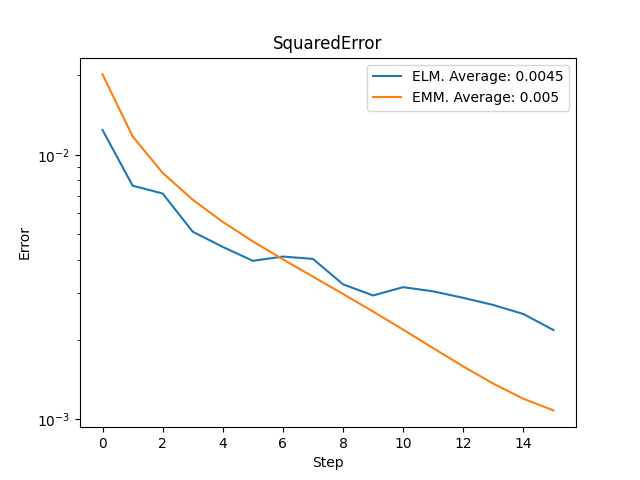 SquaredError
ELM. Average: 0.0045
EMM. Average: 0.005
Error
10⁻²
10⁻³
0 2 4 6 8 10 12 14
Step